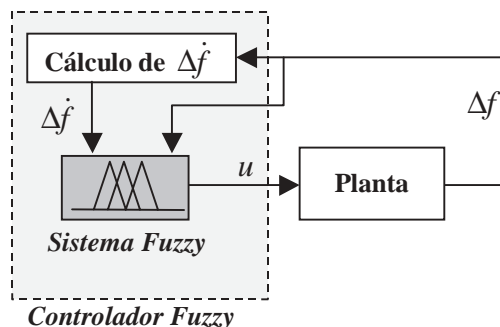 Cálculo de Δḟ
Δḟ
Δf
u
Planta
Sistema Fuzzy
Controlador Fuzzy